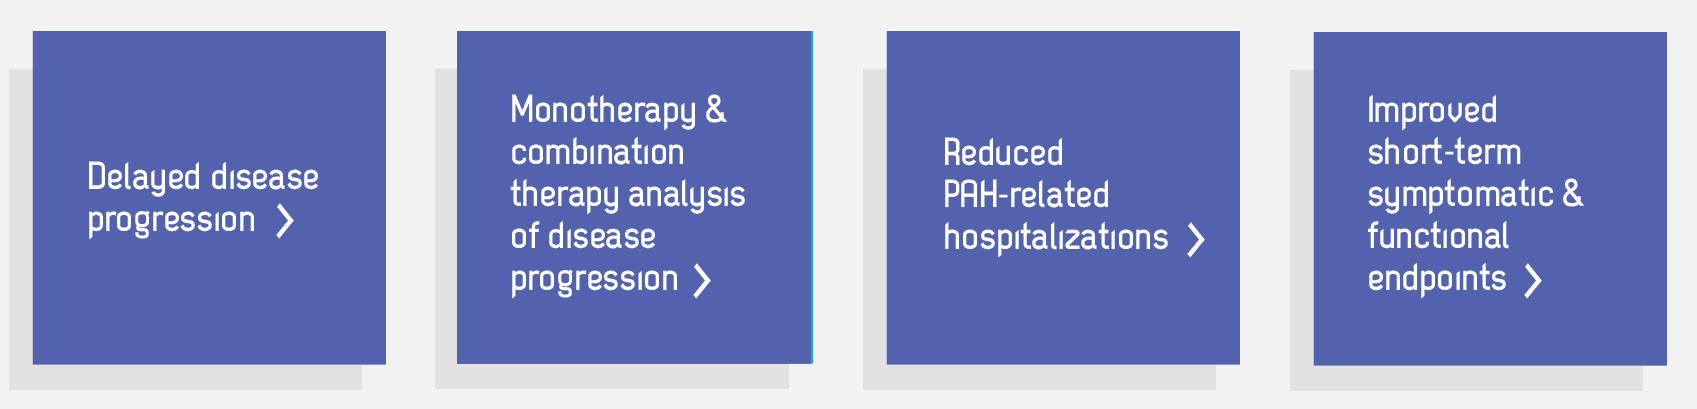 Delayed disease
progression
Monotherapy &
combination
therapy analysis
of disease
progression
Reduced
PAH-related
hospitalizations
Improved
short-term
symptomatic &
functional
endpoints